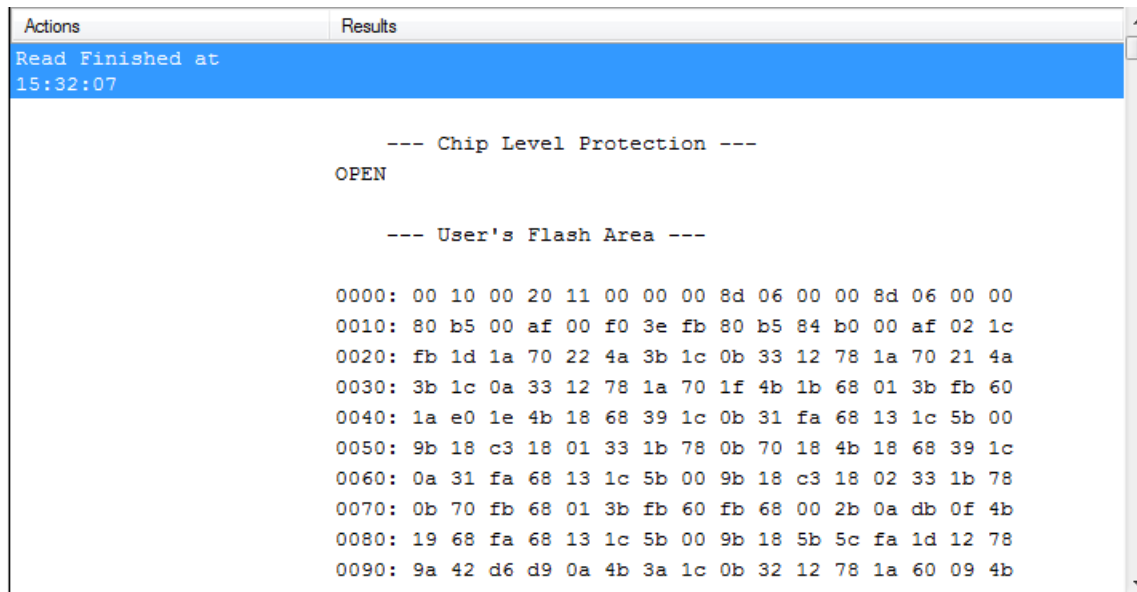 Actions Results
Read Finished at
15:32:07
--- Chip Level Protection ---
OPEN
--- User's Flash Area ---
0000: 00 10 00 20 11 00 00 00 8d 06 00 00 8d 06 00 00
0010: 80 b5 00 af 00 f0 3e fb 80 b5 84 b0 00 af 02 1c
0020: fb 1d 1a 70 22 4a 3b 1c 0b 33 12 78 1a 70 21 4a
0030: 3b 1c 0a 33 12 78 1a 70 1f 4b 1b 68 01 3b fb 60
0040: 1a e0 1e 4b 18 68 39 1c 0b 31 fa 68 13 1c 5b 00
0050: 9b 18 c3 18 01 33 1b 78 0b 70 18 4b 18 68 39 1c
0060: 0a 31 fa 68 13 1c 5b 00 9b 18 c3 18 02 33 1b 78
0070: 0b 70 fb 68 01 3b fb 60 fb 68 00 2b 0a db 0f 4b
0080: 19 68 fa 68 13 1c 5b 00 9b 18 5b 5c fa 1d 12 78
0090: 9a 42 d6 d9 0a 4b 3a 1c 0b 32 12 78 1a 60 09 4b